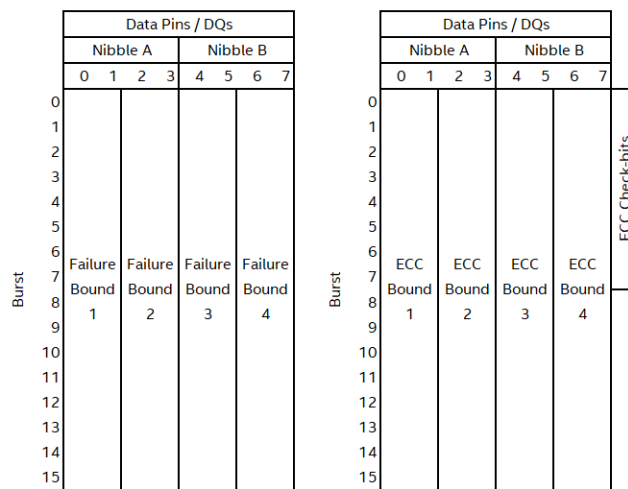 Data Pins / DQs
Nibble A Nibble B
0 1 2 3 4 5 6 7
0
1
2
3
4
5
6
7
8
9
10
11
12
13
14
15
Burst
Failure Bound 1
Failure Bound 2
Failure Bound 3
Failure Bound 4
Data Pins / DQs
Nibble A Nibble B
0 1 2 3 4 5 6 7
0
1
2
3
4
5
6
7
8
9
10
11
12
13
14
15
Burst
ECC Bound 1
ECC Bound 2
ECC Bound 3
ECC Bound 4
ECC Check-bits